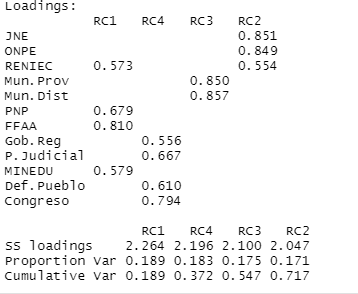 Loadings:
           RC1   RC4   RC3   RC2
JNE                          0.851
ONPE                         0.849
RENIEC     0.573             0.554
Mun.Prov               0.850
Mun.Dist               0.857
PNP        0.679
FFAA       0.810
Gob.Reg          0.556
P.Judicial       0.667
MINEDU     0.579
Def.Pueblo       0.610
Congreso         0.794
                 RC1   RC4   RC3   RC2
SS loadings    2.264 2.196 2.100 2.047
Proportion Var 0.189 0.183 0.175 0.171
Cumulative Var 0.189 0.372 0.547 0.717